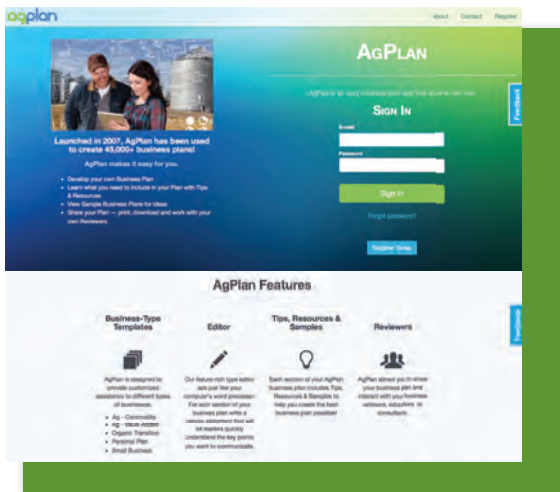 agplan
About Contact Register
AgPlan
Launched in 2007, AgPlan has been used
to create 45,000+ business plans!
AgPlan makes it easy for you.
• Develop your own Business Plan
• Learn what you need to include in your Plan with Tips
& Resources
• View Sample Business Plans for Ideas
• Share your Plan — print, download and work with your
own Reviewers
Sign In
E-mail
Password
Sign In
Forgot password?
Register Today
Feedback
AgPlan Features
Business-Type
Templates
AgPlan is designed to
provide customized
assistance to different types
of businesses.
• Ag - Commodity
• Ag - Value Added
• Organic Transition
• Personal Plan
• Small Business
Editor
Our feature-rich type editor
acts just like your
computer's word processor.
For each section of your
business plan write a
concise statement that will
let readers quickly
understand the key points
you want to communicate.
Tips, Resources &
Samples
Each section of your AgPlan
business plan includes Tips,
Resources & Samples to
help you create the best
business plan possible!
Reviewers
AgPlan allows you to share
your business plan and
interact with your business
advisors, educators, or
consultants.
Feedback